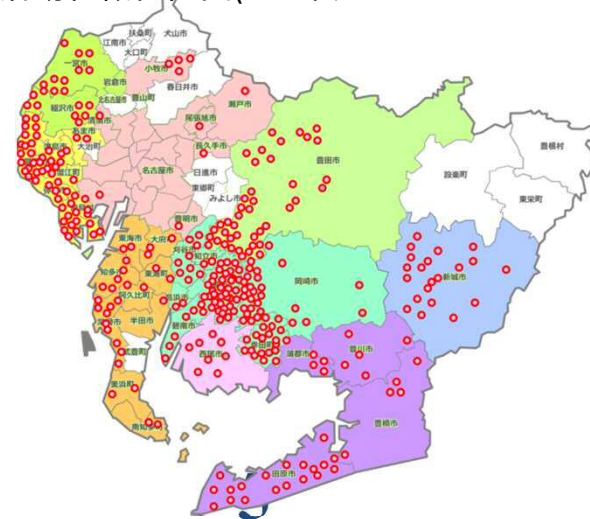 扶桑町
犬山市
江南市
大口町
一宮市
小牧市
岩倉市
春日井市
豊山町
北名古屋市
稲沢市
瀬戸市
尾張旭市
あま市
大治町
長久手市
名古屋市
日進市
東郷町
みよし市
豊田市
豊根村
設楽町
東栄町
蟹江町
豊明市
東海市
大府市
刈谷市
知立市
岡崎市
新城市
知多市
東浦町
阿久比町
高浜市
半田市
碧南市
西尾市
幸田町
蒲郡市
豊川市
武豊町
美浜町
南知多町
豊橋市
田原市